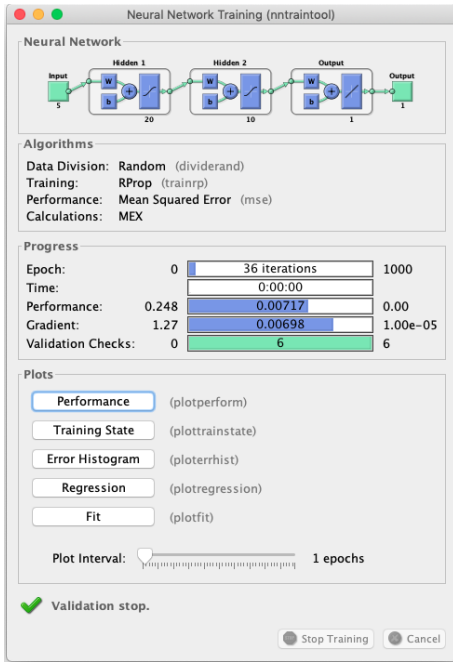 Neural Network Training (nntraintool)
Neural Network
Hidden 1 Hidden 2 Output
Input W W W Output
b b b
5 20 10 1 1
Algorithms
Data Division: Random (dividerand)
Training: RProp (trainrp)
Performance: Mean Squared Error (mse)
Calculations: MEX
Progress
Epoch: 0 36 iterations 1000
Time: 0:00:00
Performance: 0.248 0.00717 0.00
Gradient: 1.27 0.00698 1.00e-05
Validation Checks: 0 6 6
Plots
Performance (plotperform)
Training State (plottrainstate)
Error Histogram (ploterrhist)
Regression (plotregression)
Fit (plotfit)
Plot Interval: 1 epochs
Validation stop.
Stop Training Cancel